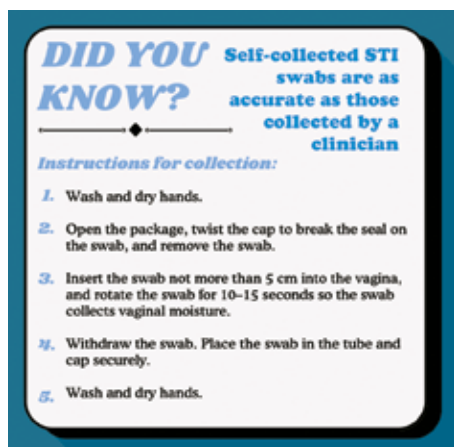 DID YOU
KNOW?
Self-collected STI
swabs are as
accurate as those
collected by a
clinician
Instructions for collection:
1. Wash and dry hands.
2. Open the package, twist the cap to break the seal on
the swab, and remove the swab.
3. Insert the swab not more than 5 cm into the vagina,
and rotate the swab for 10–15 seconds so the swab
collects vaginal moisture.
4. Withdraw the swab. Place the swab in the tube and
cap securely.
5. Wash and dry hands.